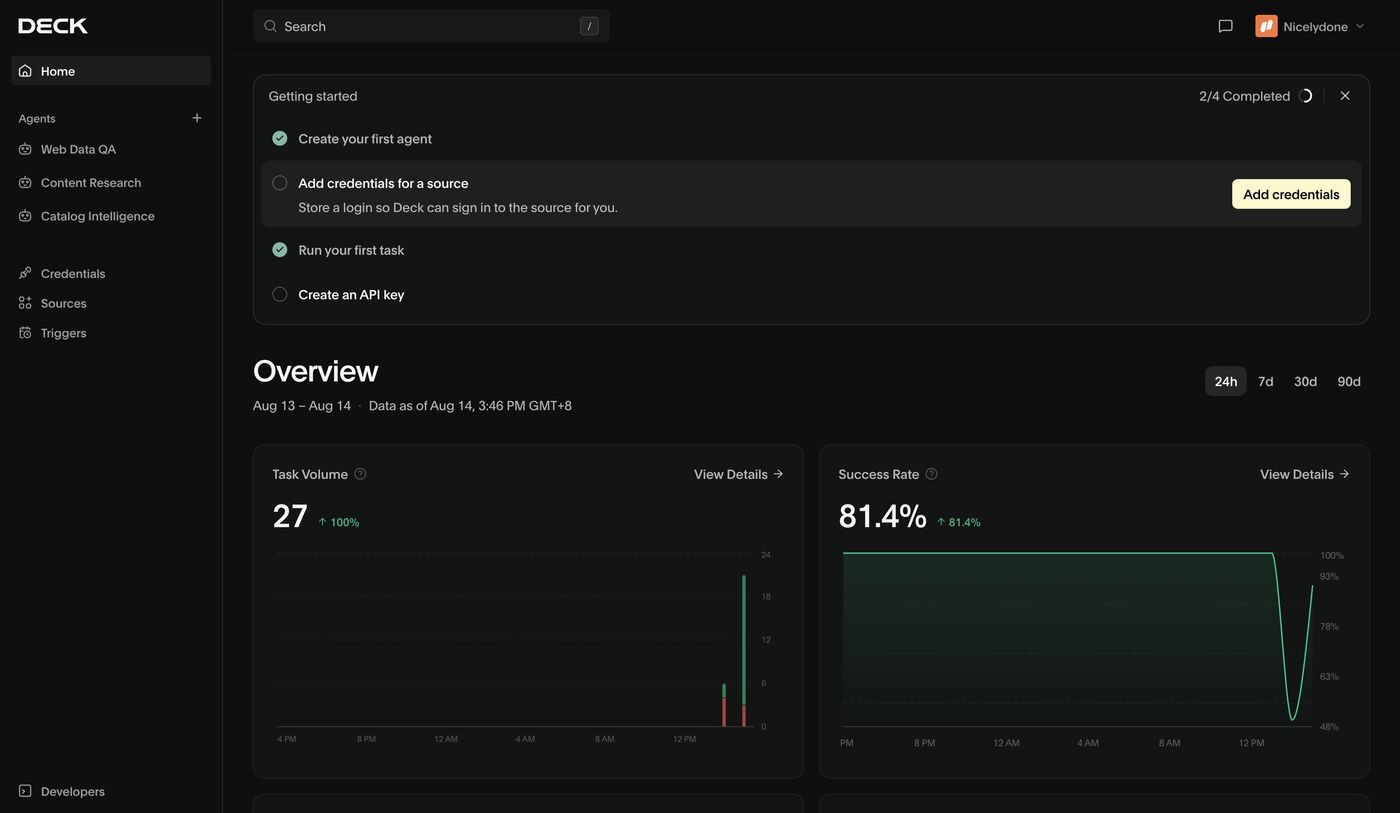 DECK
Search
/
Nicelydone
Home
Agents
Web Data QA
Content Research
Catalog Intelligence
Credentials
Sources
Triggers
Developers
Getting started
2/4 Completed
Create your first agent
Add credentials for a source
Store a login so Deck can sign in to the source for you.
Add credentials
Run your first task
Create an API key
Overview
24h 7d 30d 90d
Aug 13 – Aug 14 · Data as of Aug 14, 3:46 PM GMT+8
Task Volume ?
View Details →
27 ↑ 100%
24
18
12
6
0
4 PM 8 PM 12 AM 4 AM 8 AM 12 PM
Success Rate ?
View Details →
81.4% ↑ 81.4%
100%
93%
78%
63%
48%
PM 8 PM 12 AM 4 AM 8 AM 12 PM